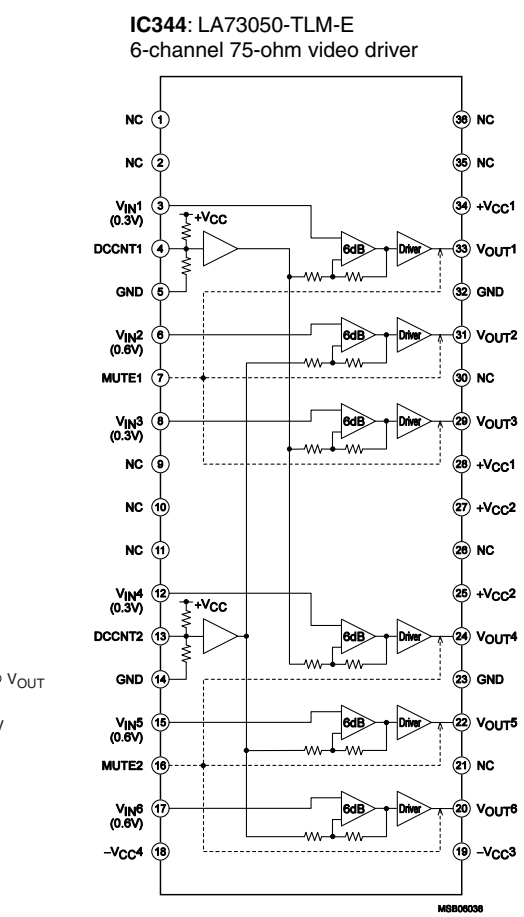 IC344: LA73050-TLM-E
6-channel 75-ohm video driver
NC 1
36 NC
NC 2
35 NC
VIN1 3
(0.3V)
+VCC
34 +VCC1
DCCNT1 4
6dB
Driver
33 VOUT1
GND 5
32 GND
VIN2 6
(0.6V)
6dB
Driver
31 VOUT2
MUTE1 7
30 NC
VIN3 8
(0.3V)
6dB
Driver
29 VOUT3
NC 9
28 +VCC1
NC 10
27 +VCC2
NC 11
26 NC
VIN4 12
(0.3V)
+VCC
25 +VCC2
DCCNT2 13
6dB
Driver
24 VOUT4
VOUT
GND 14
23 GND
VIN5 15
(0.6V)
6dB
Driver
22 VOUT5
MUTE2 16
21 NC
VIN6 17
(0.6V)
6dB
Driver
20 VOUT6
–VCC4 18
19 –VCC3
MSB06038